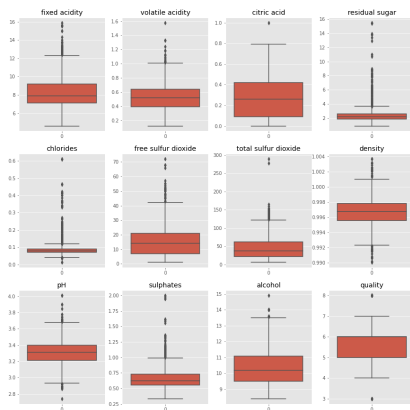 fixed acidity volatile acidity citric acid residual sugar
16 1.6 1.0 16
14 1.4 14
12 1.2 0.8 12
10 1.0 0.6 10
8 0.8 0.4 8
6 0.6 0.2 6
0.4 4
0.2 0.0 2
0 0 0 0
chlorides free sulfur dioxide total sulfur dioxide density
0.6 70 300 1.004
0.5 60 250 1.002
0.4 50 200 1.000
0.3 40 150 0.998
0.2 30 100 0.996
0.1 20 50 0.994
0.0 10 0 0.992
0 0.990
0 0 0 0
pH sulphates alcohol quality
4.0 2.00 15 8
3.8 1.75 14 7
3.6 1.50 13 6
3.4 1.25 12 5
3.2 1.00 11 4
3.0 0.75 10 3
2.8 0.50 9
0.25
0 0 0 0